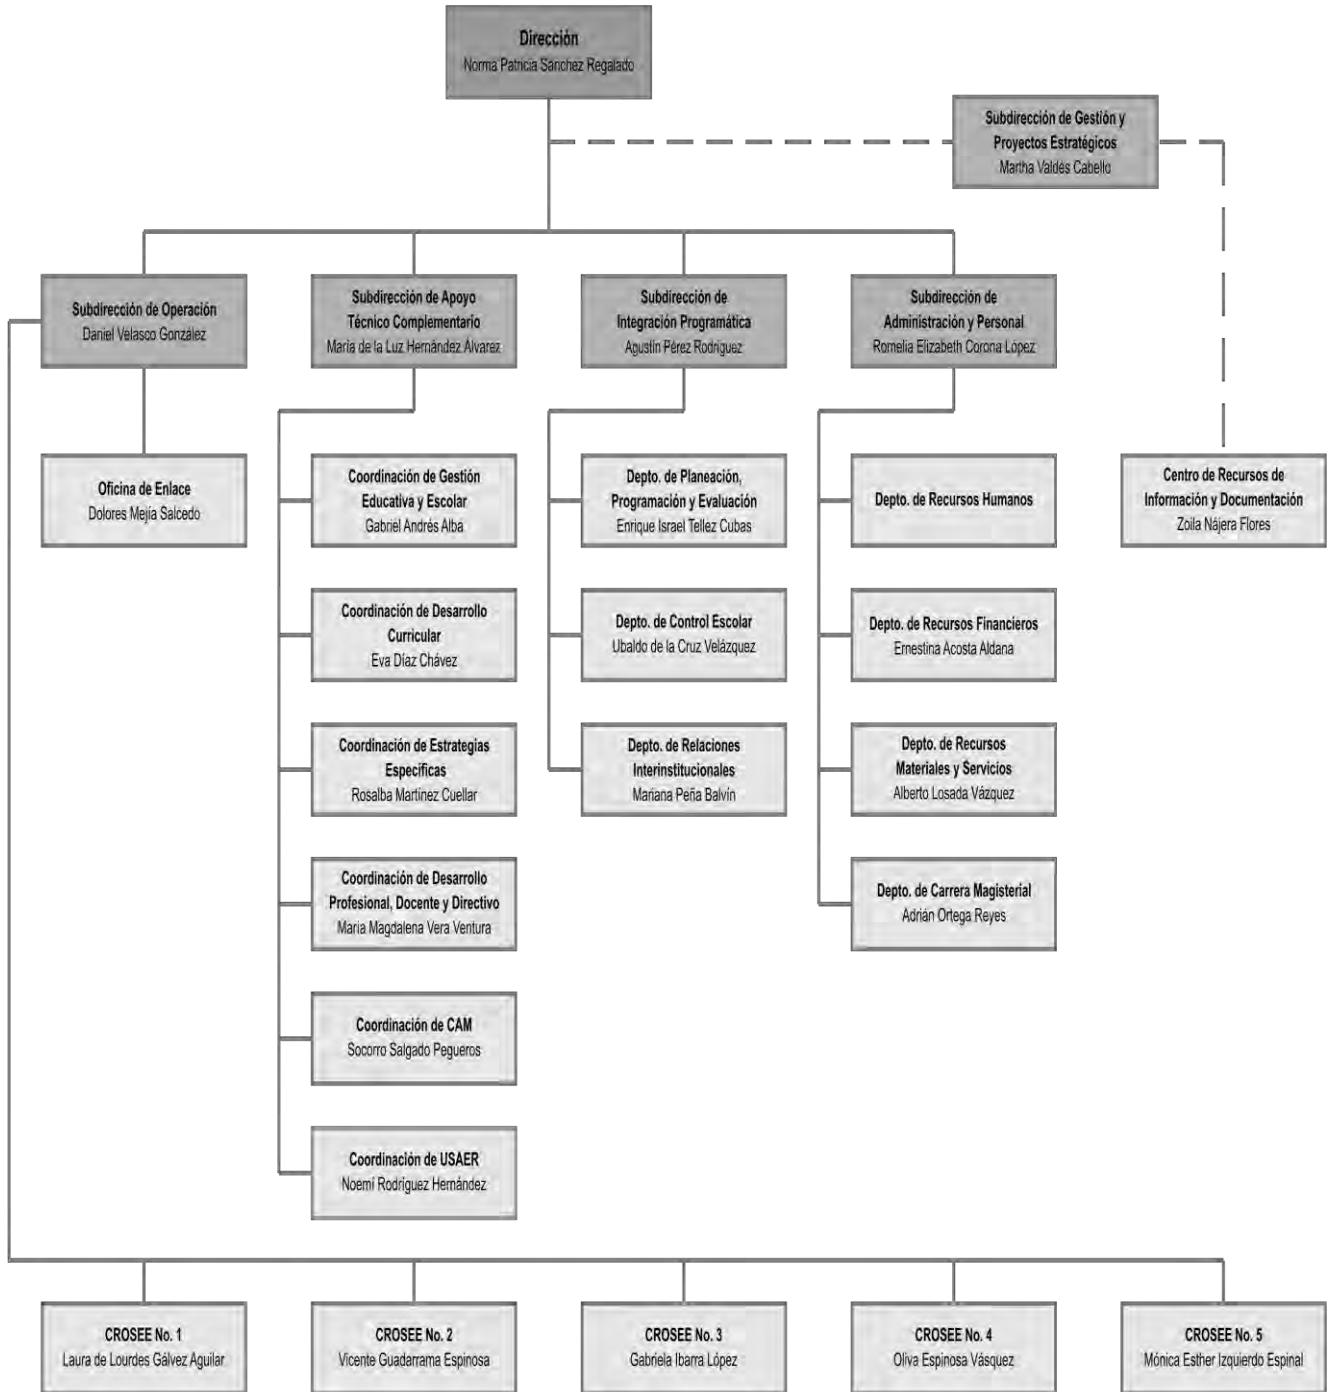 Dirección
Norma Patricia Sánchez Regalado
Subdirección de Gestión y
Proyectos Estratégicos
Martha Valdés Cabello
Subdirección de Operación
Daniel Velasco González
Subdirección de Apoyo
Técnico Complementario
María de la Luz Hernández Álvarez
Subdirección de
Integración Programática
Agustín Pérez Rodríguez
Subdirección de
Administración y Personal
Romelia Elizabeth Corona López
Oficina de Enlace
Dolores Mejía Salcedo
Coordinación de Gestión
Educativa y Escolar
Gabriel Andrés Alba
Depto. de Planeación,
Programación y Evaluación
Enrique Israel Tellez Cubas
Depto. de Recursos Humanos
Centro de Recursos de
Información y Documentación
Zoila Nájera Flores
Coordinación de Desarrollo
Curricular
Eva Díaz Chávez
Depto. de Control Escolar
Ubaldo de la Cruz Velázquez
Depto. de Recursos Financieros
Ernestina Acosta Aldana
Coordinación de Estrategias
Específicas
Rosalba Martínez Cuellar
Depto. de Relaciones
Interinstitucionales
Mariana Peña Balvín
Depto. de Recursos
Materiales y Servicios
Alberto Losada Vázquez
Coordinación de Desarrollo
Profesional, Docente y Directivo
María Magdalena Vera Ventura
Depto. de Carrera Magisterial
Adrián Ortega Reyes
Coordinación de CAM
Socorro Salgado Pegueros
Coordinación de USAER
Noemí Rodríguez Hernández
CROSEE No. 1
Laura de Lourdes Gálvez Aguilar
CROSEE No. 2
Vicente Guadarrama Espinosa
CROSEE No. 3
Gabriela Ibarra López
CROSEE No. 4
Oliva Espinosa Vásquez
CROSEE No. 5
Mónica Esther Izquierdo Espinal